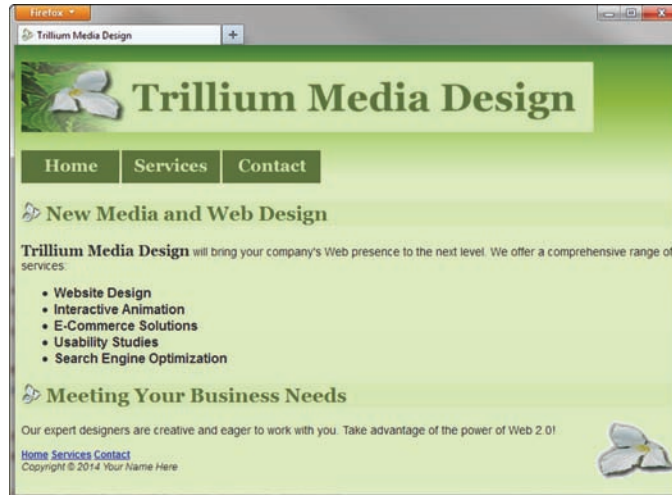 Firefox
Trillium Media Design
Trillium Media Design
Home Services Contact
New Media and Web Design
Trillium Media Design will bring your company's Web presence to the next level. We offer a comprehensive range of
services:
Website Design
Interactive Animation
E-Commerce Solutions
Usability Studies
Search Engine Optimization
Meeting Your Business Needs
Our expert designers are creative and eager to work with you. Take advantage of the power of Web 2.0!
Home Services Contact
Copyright © 2014 Your Name Here